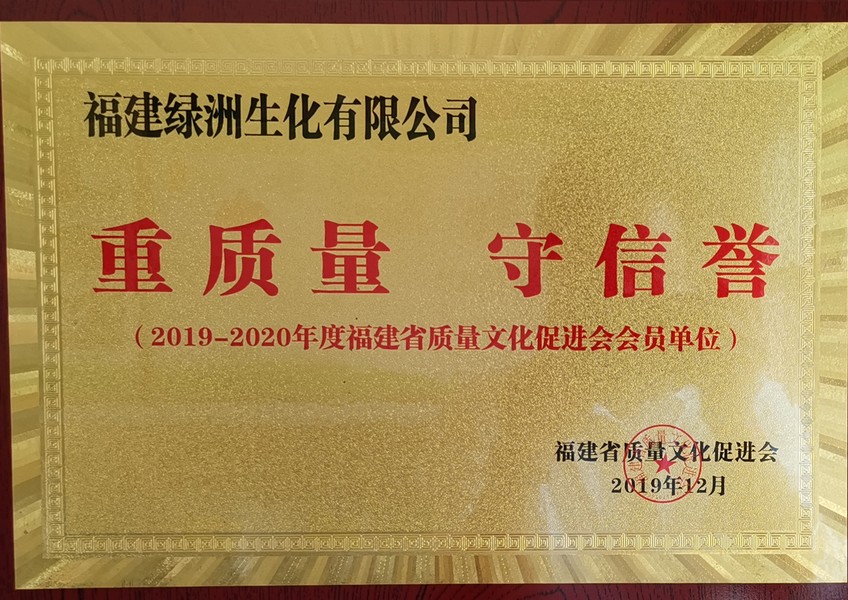 福建绿洲生化有限公司
重质量 守信誉
（2019-2020年度福建省质量文化促进会会员单位）
福建省质量文化促进会
2019年12月